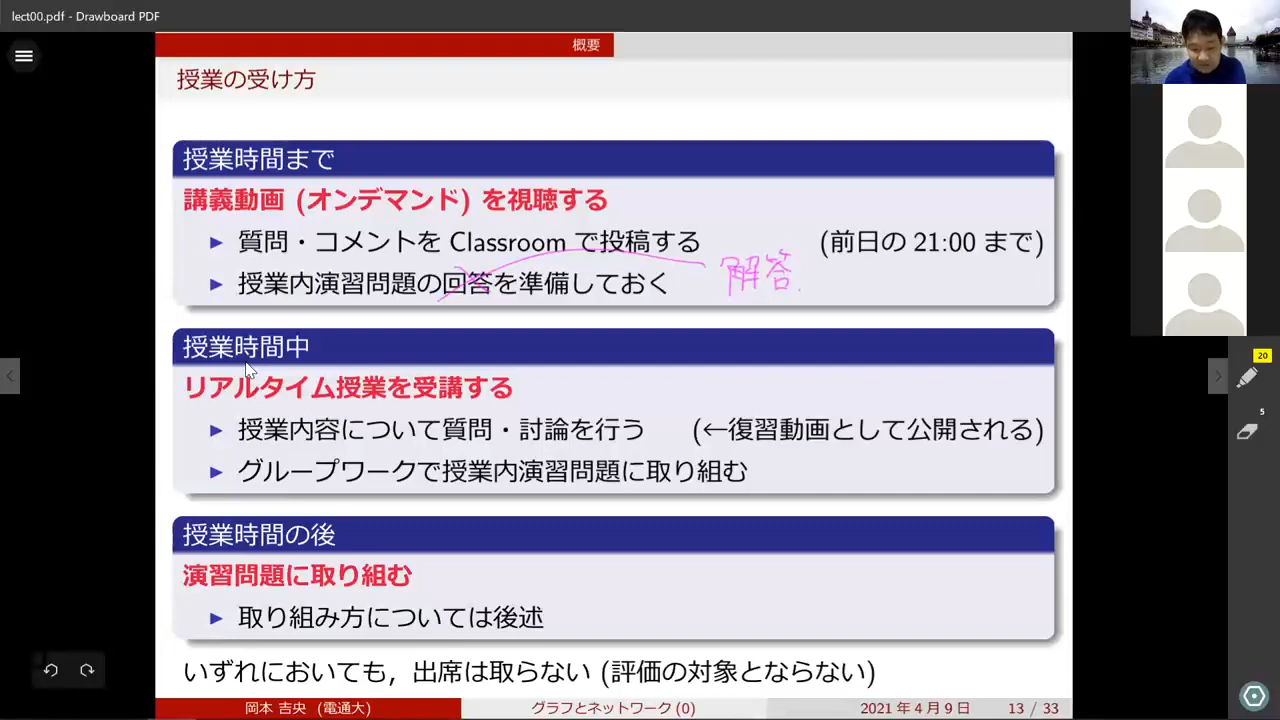 lect00.pdf - Drawboard PDF
概要
授業の受け方
授業時間まで
講義動画 (オンデマンド) を視聴する
▶ 質問・コメントを Classroom で投稿する (前日の 21:00 まで)
▶ 授業内演習問題の回答を準備しておく 解答.
授業時間中
リアルタイム授業を受講する
▶ 授業内容について質問・討論を行う (←復習動画として公開される)
▶ グループワークで授業内演習問題に取り組む
授業時間の後
演習問題に取り組む
▶ 取り組み方については後述
いずれにおいても，出席は取らない (評価の対象とならない)
岡本 吉央 (電通大) グラフとネットワーク (0) 2021 年 4 月 9 日 13 / 33
20
5